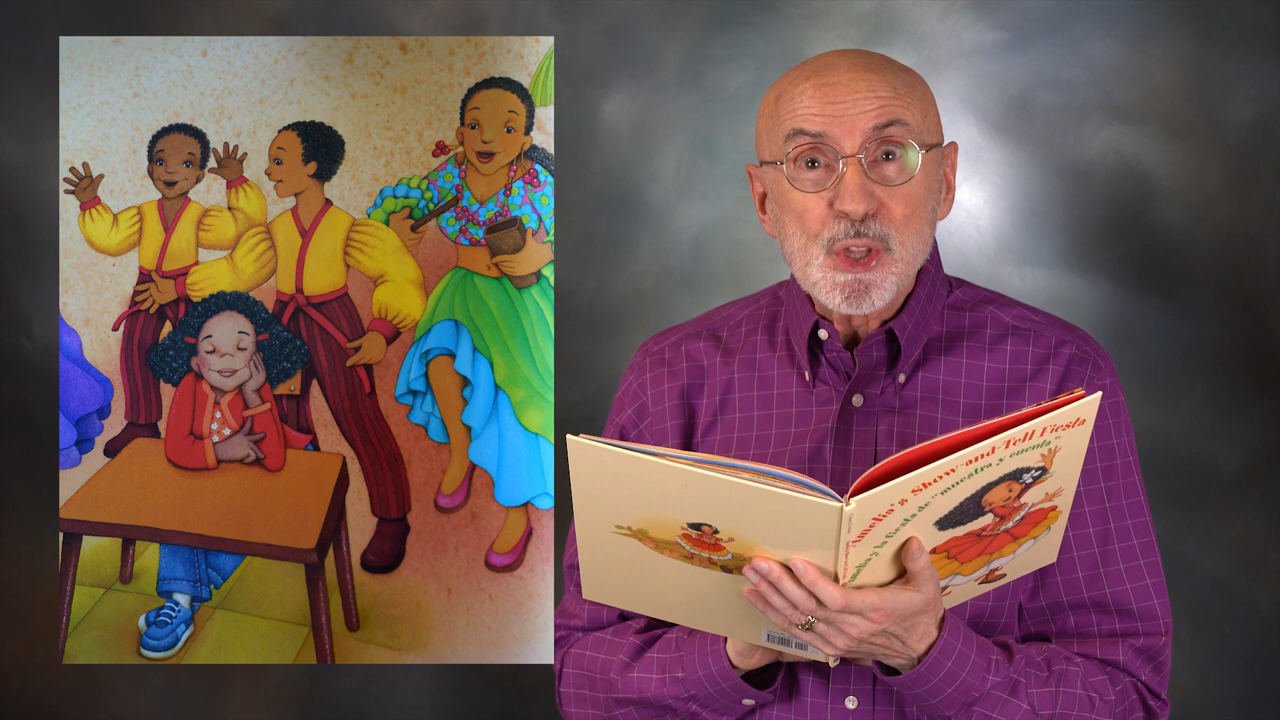 Amelia's Show-and-Tell Fiesta
Amelia y la fiesta de "muestra y cuenta"